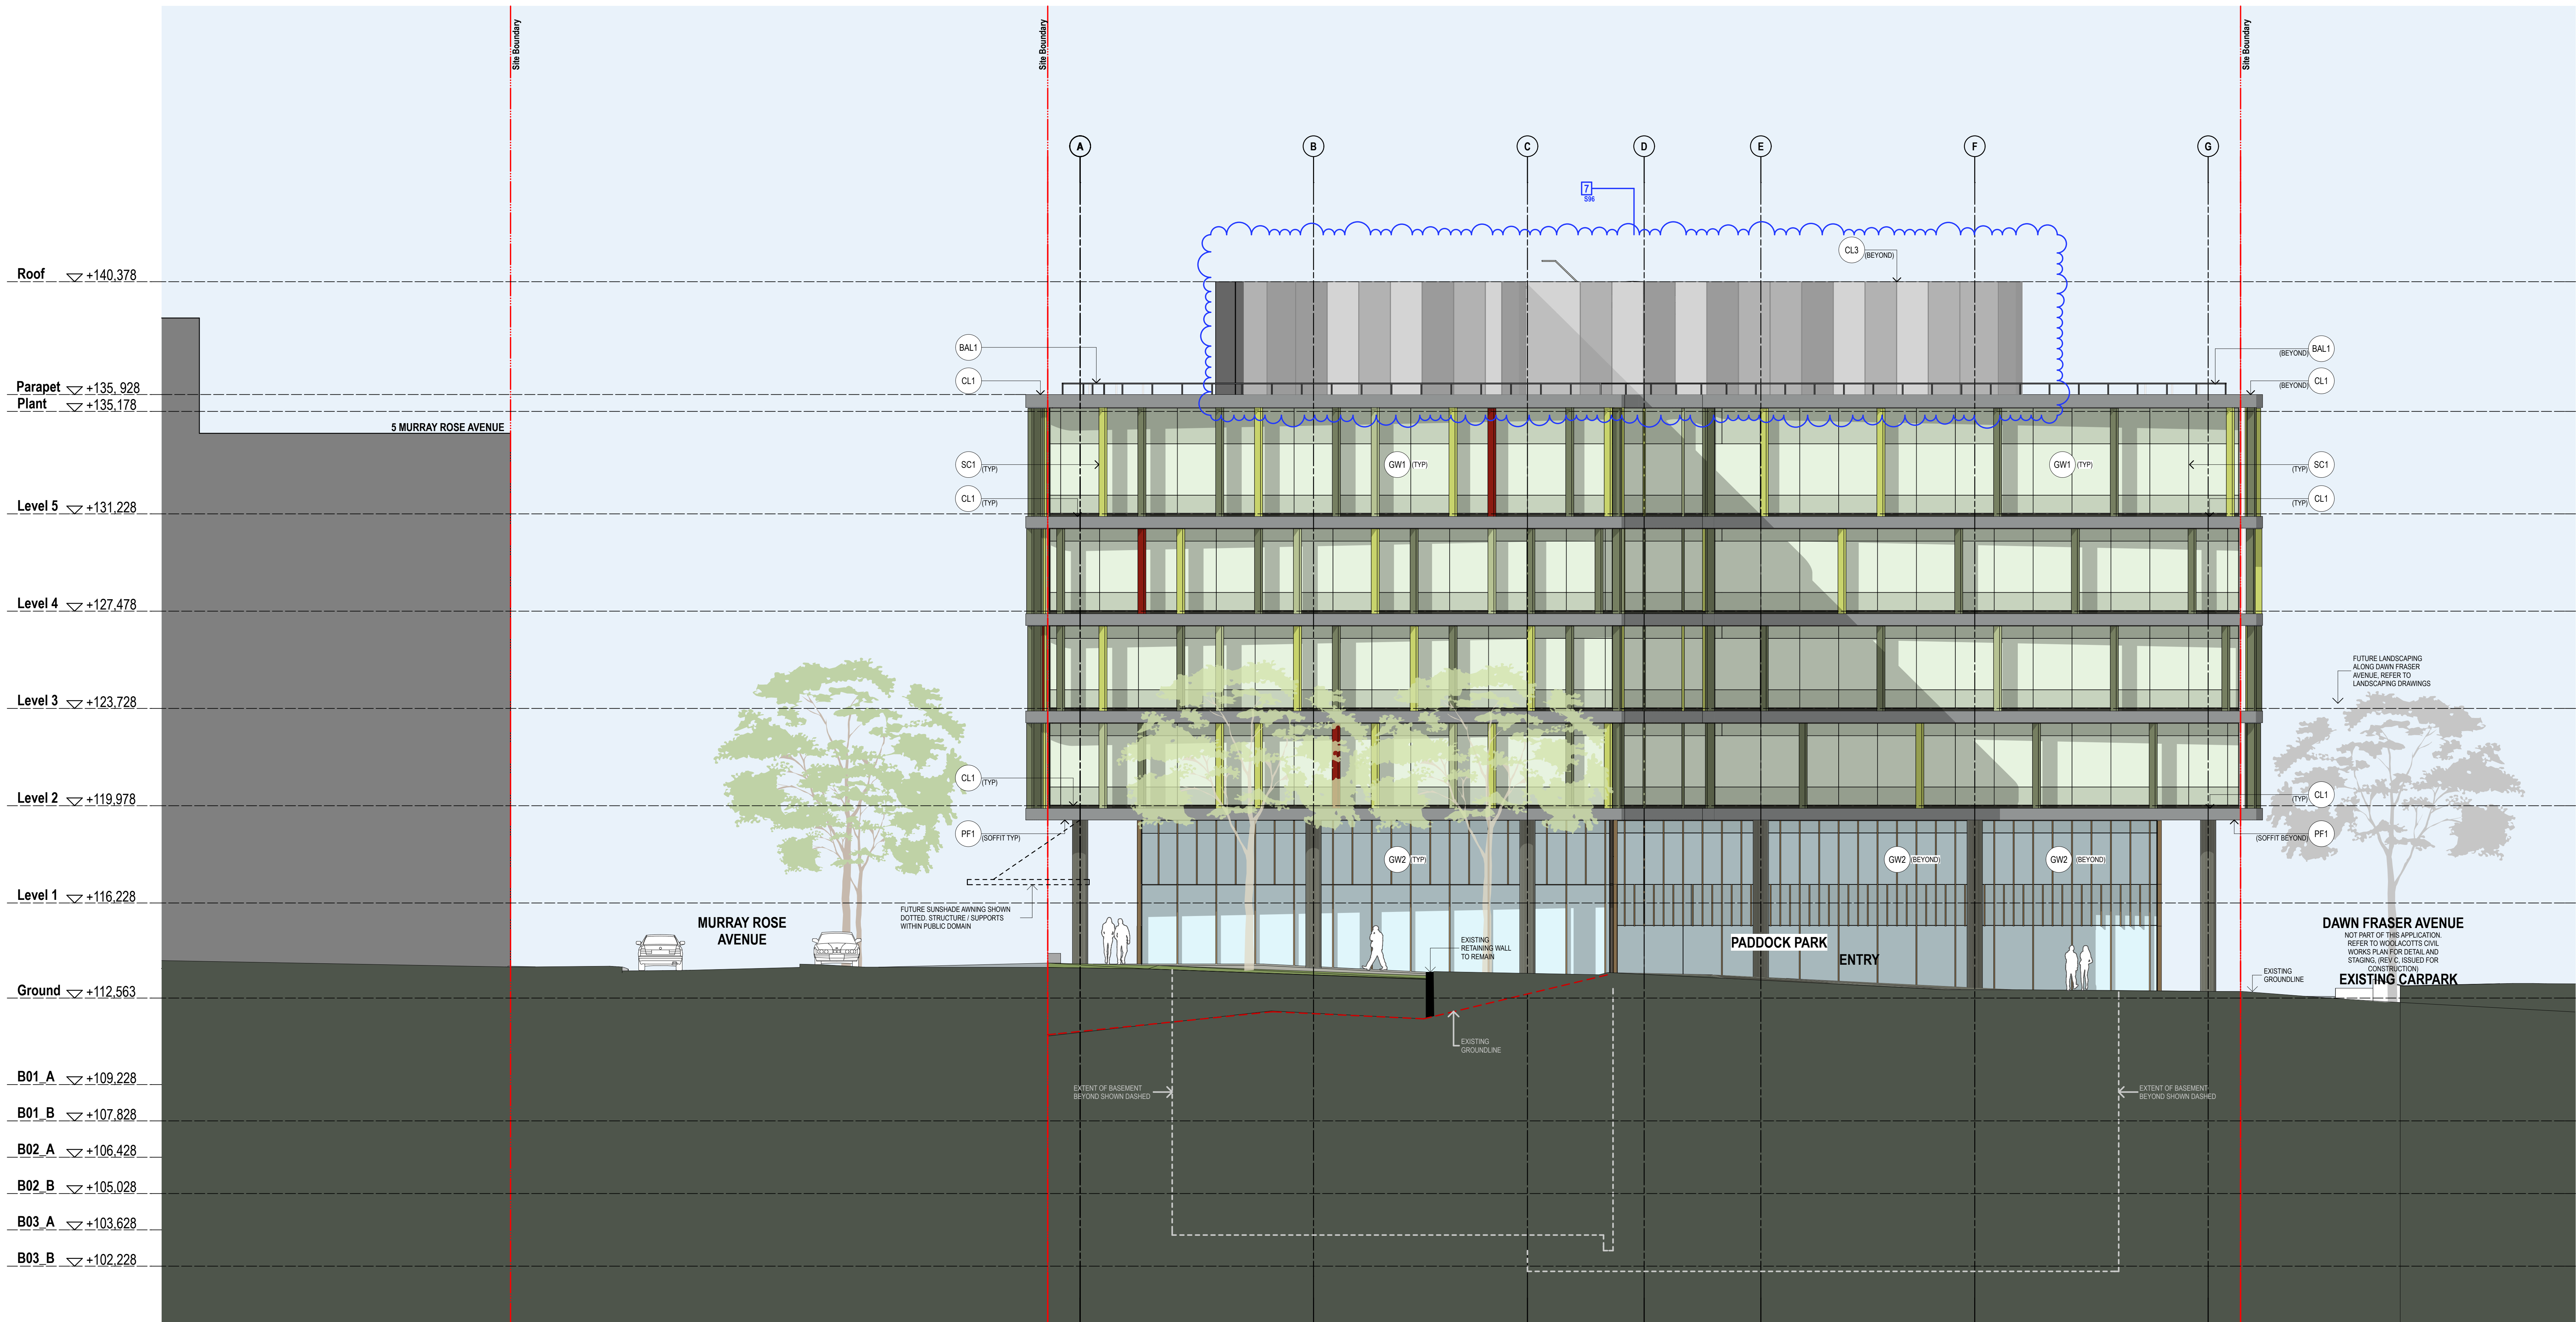 Site Boundary
Site Boundary
Site Boundary
A
B
C
D
E
F
G
7
S96
CL3
(BEYOND)
Roof +140,378
BAL1
BAL1
(BEYOND)
Parapet +135, 928
CL1
CL1
(BEYOND)
Plant +135,178
5 MURRAY ROSE AVENUE
SC1
(TYP)
GW1 (TYP)
GW1 (TYP)
SC1
(TYP)
CL1
(TYP)
CL1
(TYP)
Level 5 +131,228
Level 4 +127,478
FUTURE LANDSCAPING
ALONG DAWN FRASER
AVENUE, REFER TO
LANDSCAPING DRAWINGS
Level 3 +123,728
CL1
(TYP)
CL1
(TYP)
Level 2 +119,978
PF1
(SOFFIT TYP)
PF1
(SOFFIT BEYOND)
GW2 (TYP)
GW2 (BEYOND)
GW2 (BEYOND)
Level 1 +116,228
FUTURE SUNSHADE AWNING SHOWN
DOTTED. STRUCTURE / SUPPORTS
WITHIN PUBLIC DOMAIN
MURRAY ROSE
AVENUE
EXISTING
RETAINING WALL
TO REMAIN
PADDOCK PARK
ENTRY
DAWN FRASER AVENUE
NOT PART OF THIS APPLICATION.
REFER TO WOOLACOTTS CIVIL
WORKS PLAN FOR DETAIL AND
STAGING, (REV C, ISSUED FOR
CONSTRUCTION)
EXISTING CARPARK
EXISTING
GROUNDLINE
Ground +112,563
EXISTING
GROUNDLINE
B01_A +109,228
EXTENT OF BASEMENT
BEYOND SHOWN DASHED
EXTENT OF BASEMENT
BEYOND SHOWN DASHED
B01_B +107,828
B02_A +106,428
B02_B +105,028
B03_A +103,628
B03_B +102,228